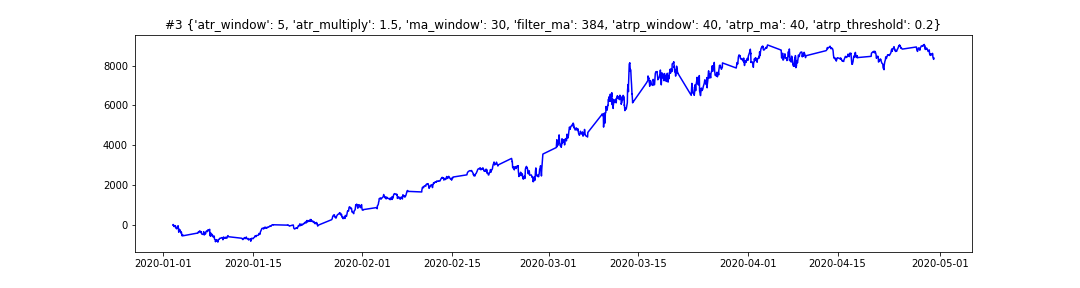 #3 {'atr_window': 5, 'atr_multiply': 1.5, 'ma_window': 30, 'filter_ma': 384, 'atrp_window': 40, 'atrp_ma': 40, 'atrp_threshold': 0.2}
8000
6000
4000
2000
0
2020-01-01 2020-01-15 2020-02-01 2020-02-15 2020-03-01 2020-03-15 2020-04-01 2020-04-15 2020-05-01